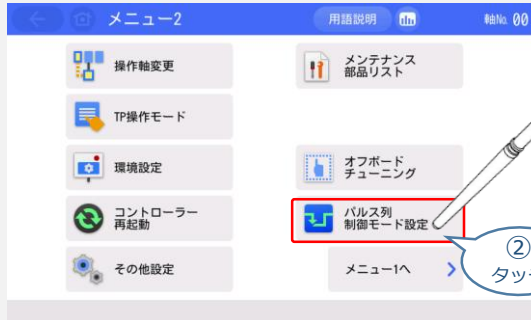 メニュー2
用語説明
軸No. 00
操作軸変更
メンテナンス
部品リスト
TP操作モード
環境設定
オフボード
チューニング
コントローラー
再起動
パルス列
制御モード設定
②
タッ
その他設定
メニュー1へ